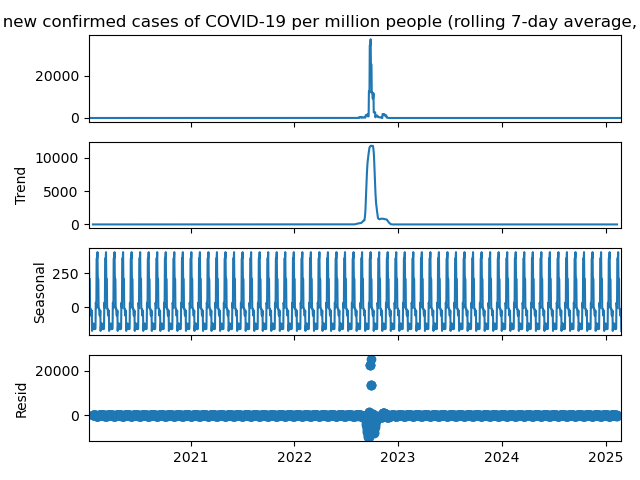 new confirmed cases of COVID-19 per million people (rolling 7-day average,
20000
0
10000
5000
0
Trend
250
0
Seasonal
20000
0
Resid
2021 2022 2023 2024 2025